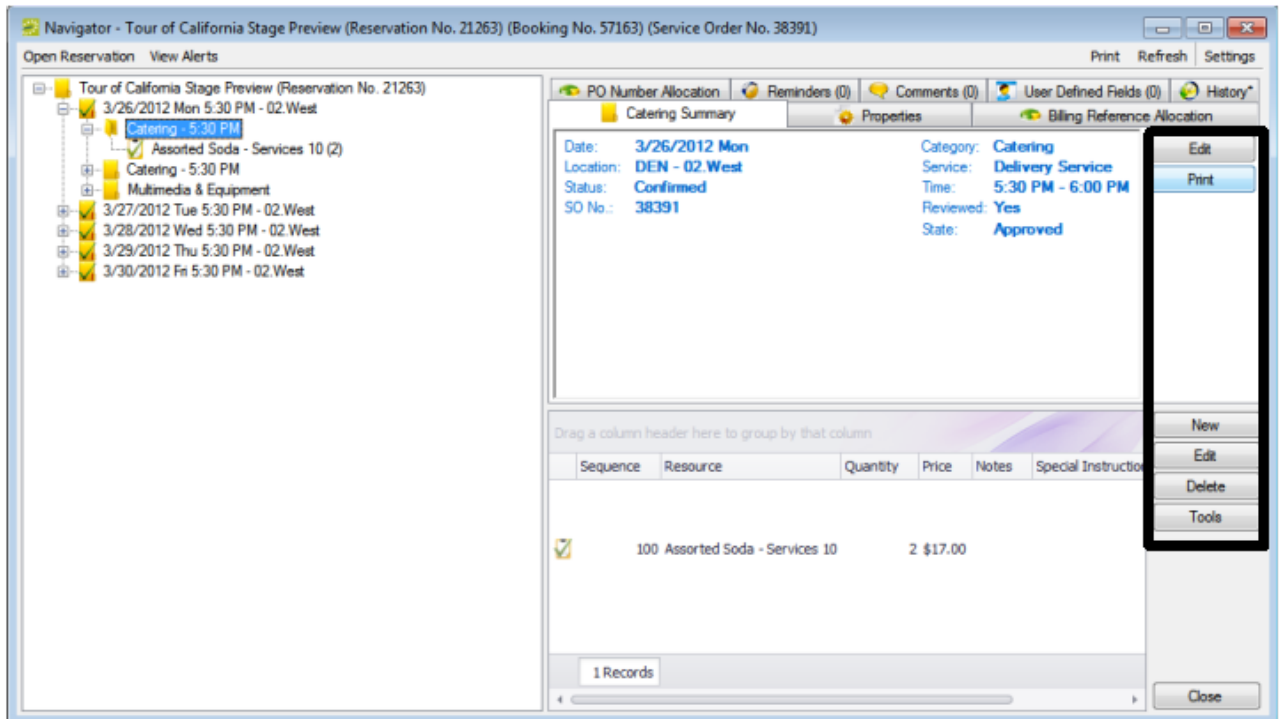 Navigator - Tour of California Stage Preview (Reservation No. 21263) (Booking No. 57163) (Service Order No. 38391)
Open Reservation View Alerts Print Refresh Settings
Tour of California Stage Preview (Reservation No. 21263)
3/26/2012 Mon 5:30 PM - 02.West
Catering - 5:30 PM
Assorted Soda - Services 10 (2)
Catering - 5:30 PM
Multimedia & Equipment
3/27/2012 Tue 5:30 PM - 02.West
3/28/2012 Wed 5:30 PM - 02.West
3/29/2012 Thu 5:30 PM - 02.West
3/30/2012 Fri 5:30 PM - 02.West
PO Number Allocation Reminders (0) Comments (0) User Defined Fields (0) History*
Catering Summary Properties Billing Reference Allocation
Date: 3/26/2012 Mon Category: Catering
Location: DEN - 02.West Service: Delivery Service
Status: Confirmed Time: 5:30 PM - 6:00 PM
SO No.: 38391 Reviewed: Yes
State: Approved
Edit
Print
Drag a column header here to group by that column
Sequence Resource Quantity Price Notes Special Instructio
100 Assorted Soda - Services 10 2 $17.00
1 Records
New
Edit
Delete
Tools
Close